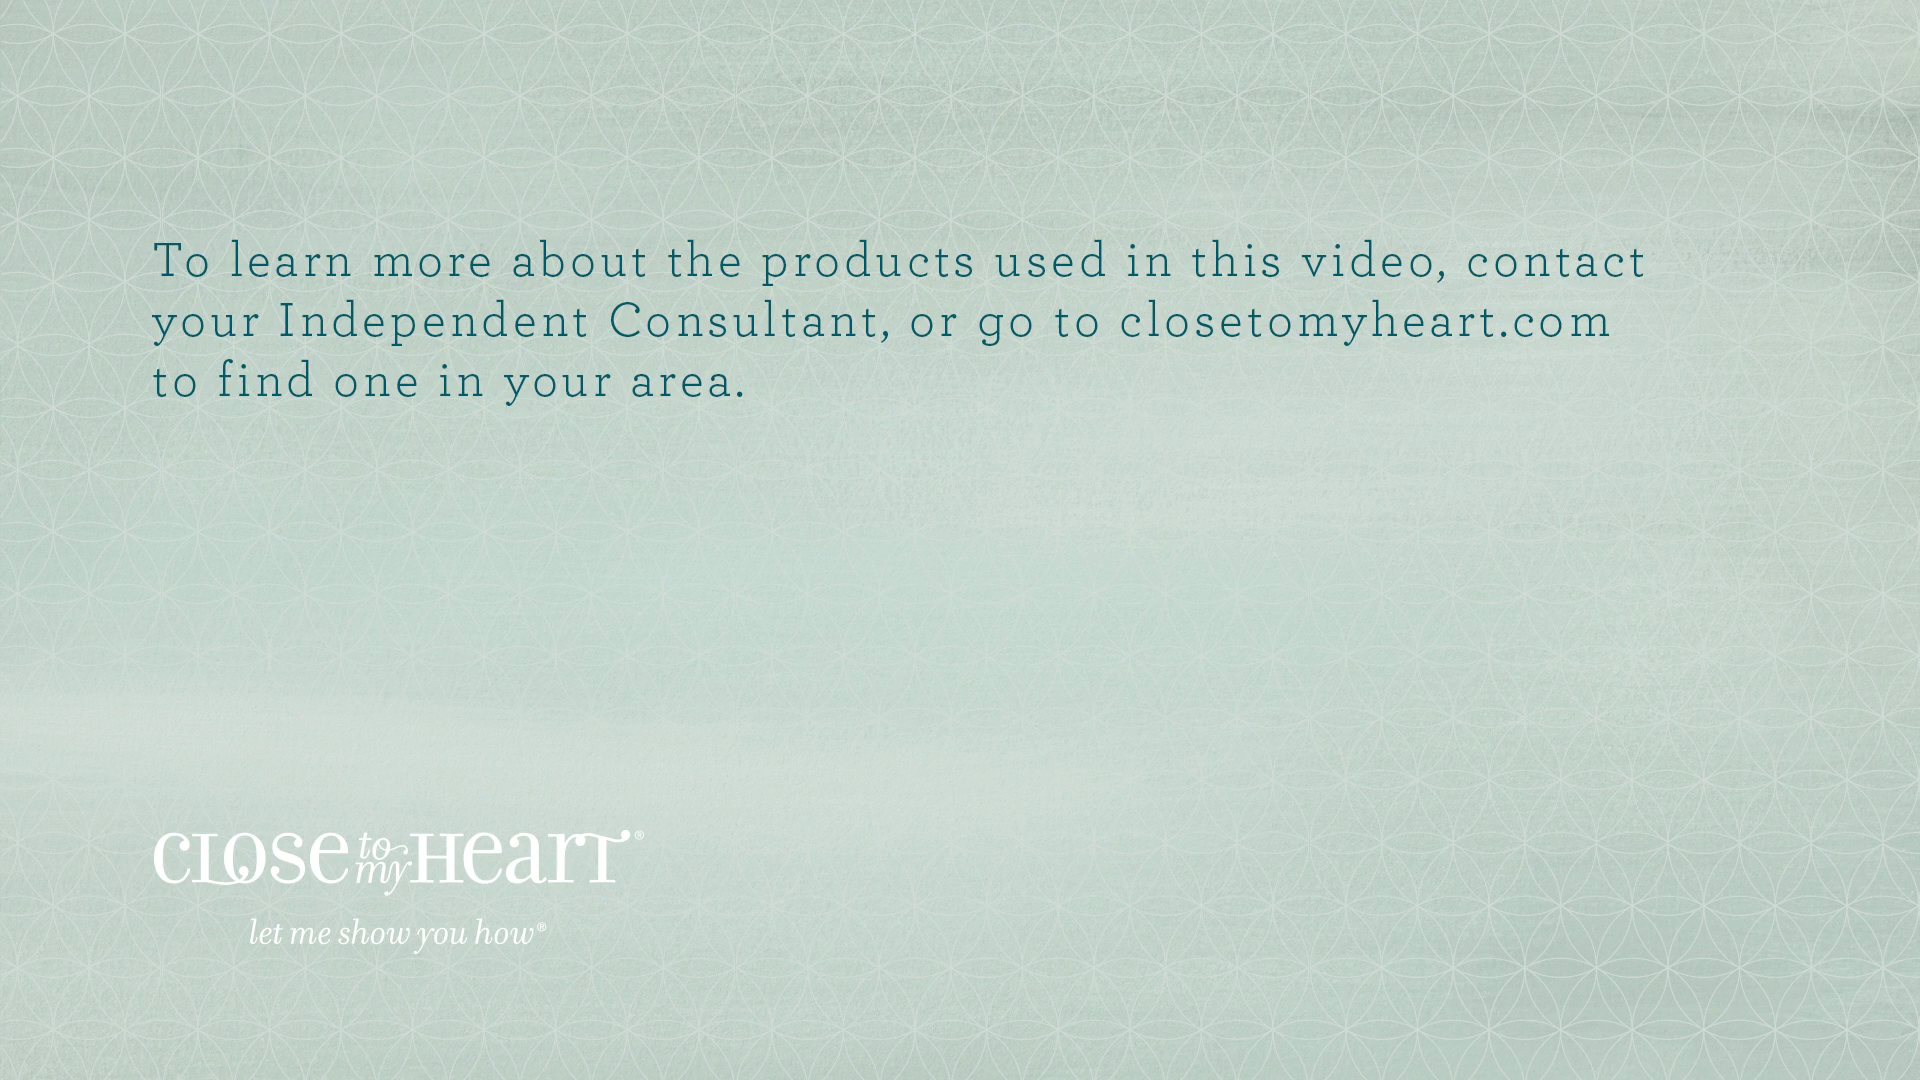 To learn more about the products used in this video, contact
your Independent Consultant, or go to closetomyheart.com
to find one in your area.
CLOSE to my HEART®
let me show you how®